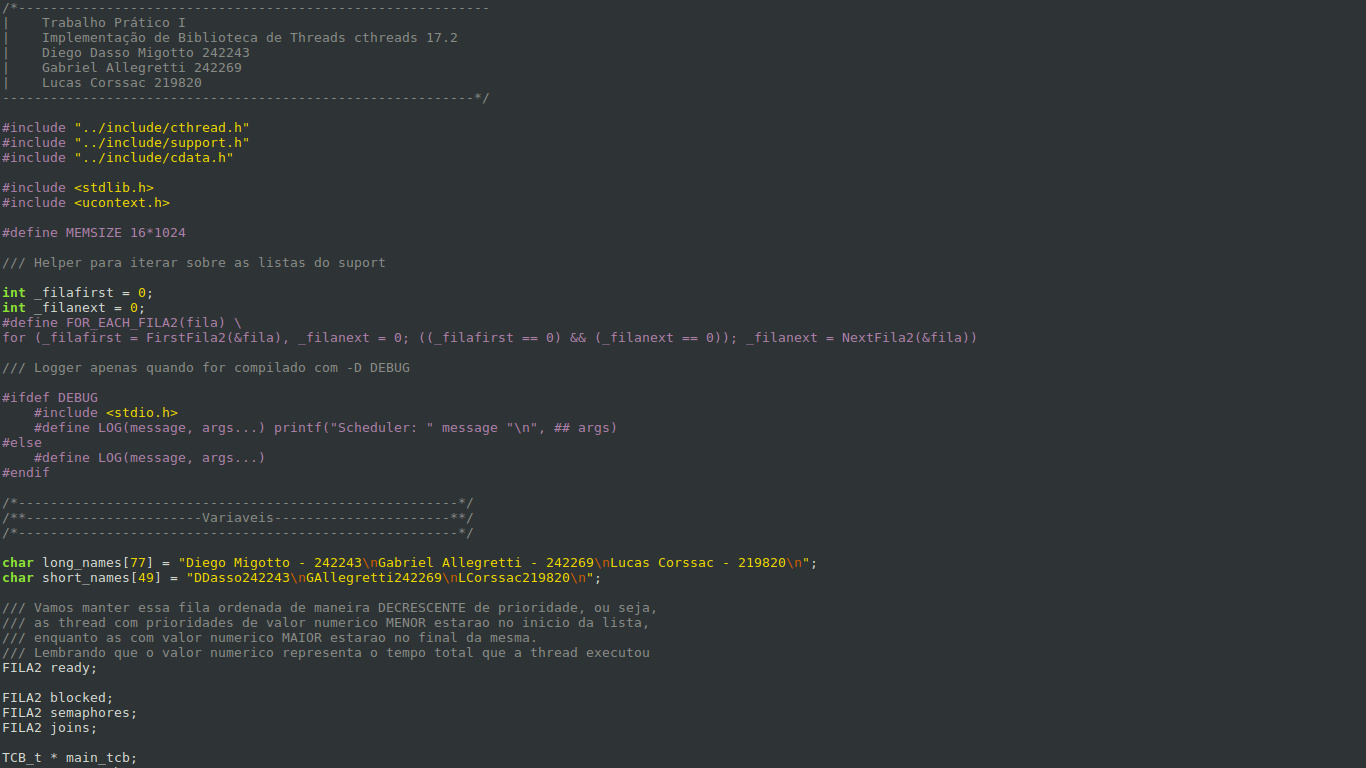 /*-----------------------------------------------------------
|    Trabalho Prático I
|    Implementação de Biblioteca de Threads cthreads 17.2
|    Diego Dasso Migotto 242243
|    Gabriel Allegretti 242269
|    Lucas Corssac 219820
-----------------------------------------------------------*/
#include "../include/cthread.h"
#include "../include/support.h"
#include "../include/cdata.h"
#include <stdlib.h>
#include <ucontext.h>
#define MEMSIZE 16*1024
/// Helper para iterar sobre as listas do suport
int _filafirst = 0;
int _filanext = 0;
#define FOR_EACH_FILA2(fila) \
for (_filafirst = FirstFila2(&fila), _filanext = 0; ((_filafirst == 0) && (_filanext == 0)); _filanext = NextFila2(&fila))
/// Logger apenas quando for compilado com -D DEBUG
#ifdef DEBUG
    #include <stdio.h>
    #define LOG(message, args...) printf("Scheduler: " message "\n", ## args)
#else
    #define LOG(message, args...)
#endif
/*-------------------------------------------------------*/
/**----------------------Variaveis----------------------**/
/*-------------------------------------------------------*/
char long_names[77] = "Diego Migotto - 242243\nGabriel Allegretti - 242269\nLucas Corssac - 219820\n";
char short_names[49] = "DDasso242243\nGAllegretti242269\nLCorssac219820\n";
/// Vamos manter essa fila ordenada de maneira DECRESCENTE de prioridade, ou seja,
/// as thread com prioridades de valor numerico MENOR estarao no inicio da lista,
/// enquanto as com valor numerico MAIOR estarao no final da mesma.
/// Lembrando que o valor numerico representa o tempo total que a thread executou
FILA2 ready;
FILA2 blocked;
FILA2 semaphores;
FILA2 joins;
TCB_t * main_tcb;